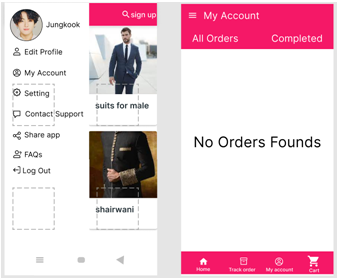 Jungkook
sign up
Edit Profile
My Account
Setting
Contact Support
Share app
FAQs
Log Out
suits for male
shairwani
My Account
All Orders
Completed
No Orders Founds
Home
Track order
My account
Cart